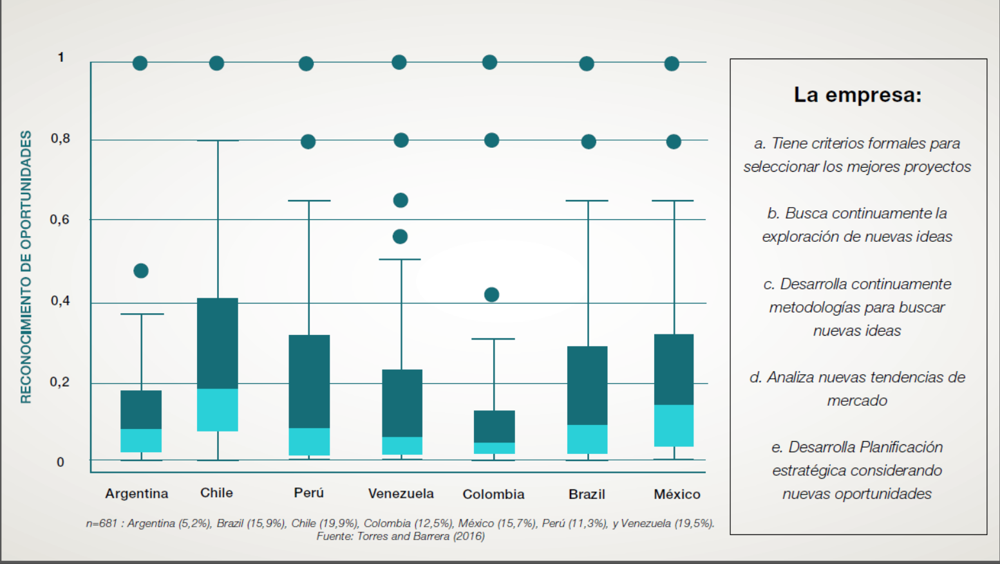 RECONOCIMIENTO DE OPORTUNIDADES
1
0,8
0,6
0,4
0,2
0
Argentina Chile Perú Venezuela Colombia Brazil México
n=681 : Argentina (5,2%), Brazil (15,9%), Chile (19,9%), Colombia (12,5%), México (15,7%), Perú (11,3%), y Venezuela (19,5%).
Fuente: Torres and Barrera (2016)
La empresa:
a. Tiene criterios formales para
seleccionar los mejores proyectos
b. Busca continuamente la
exploración de nuevas ideas
c. Desarrolla continuamente
metodologías para buscar
nuevas ideas
d. Analiza nuevas tendencias de
mercado
e. Desarrolla Planificación
estratégica considerando
nuevas oportunidades